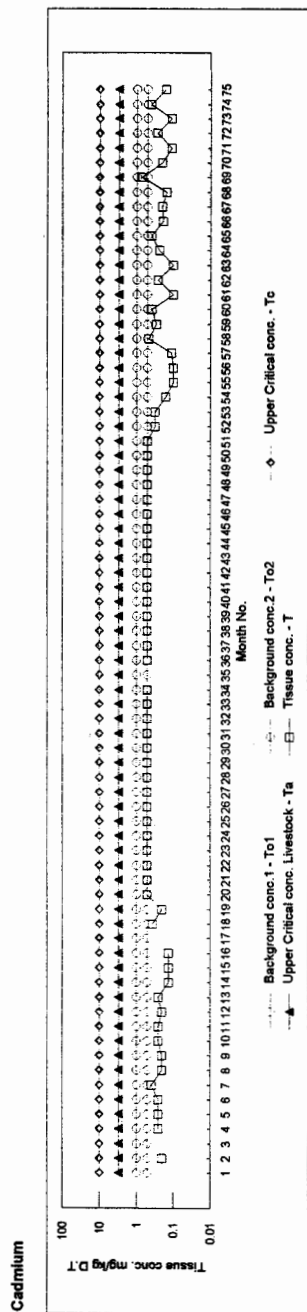 Cadmium
Tissue conc. mg/kg D.T
100
10
1
0.1
0.01
1 2 3 4 5 6 7 8 9 10 11 12 13 14 15 16 17 18 19 20 21 22 23 24 25 26 27 28 29 30 31 32 33 34 35 36 37 38 39 40 41 42 43 44 45 46 47 48 49 50 51 52 53 54 55 56 57 58 59 60 61 62 63 64 65 66 67 68 69 70 71 72 73 74 75
Month No.
Background conc.1 - To1
Background conc.2 - To2
Upper Critical conc. - Tc
Upper Critical conc. Livestock - Ta
Tissue conc. - T